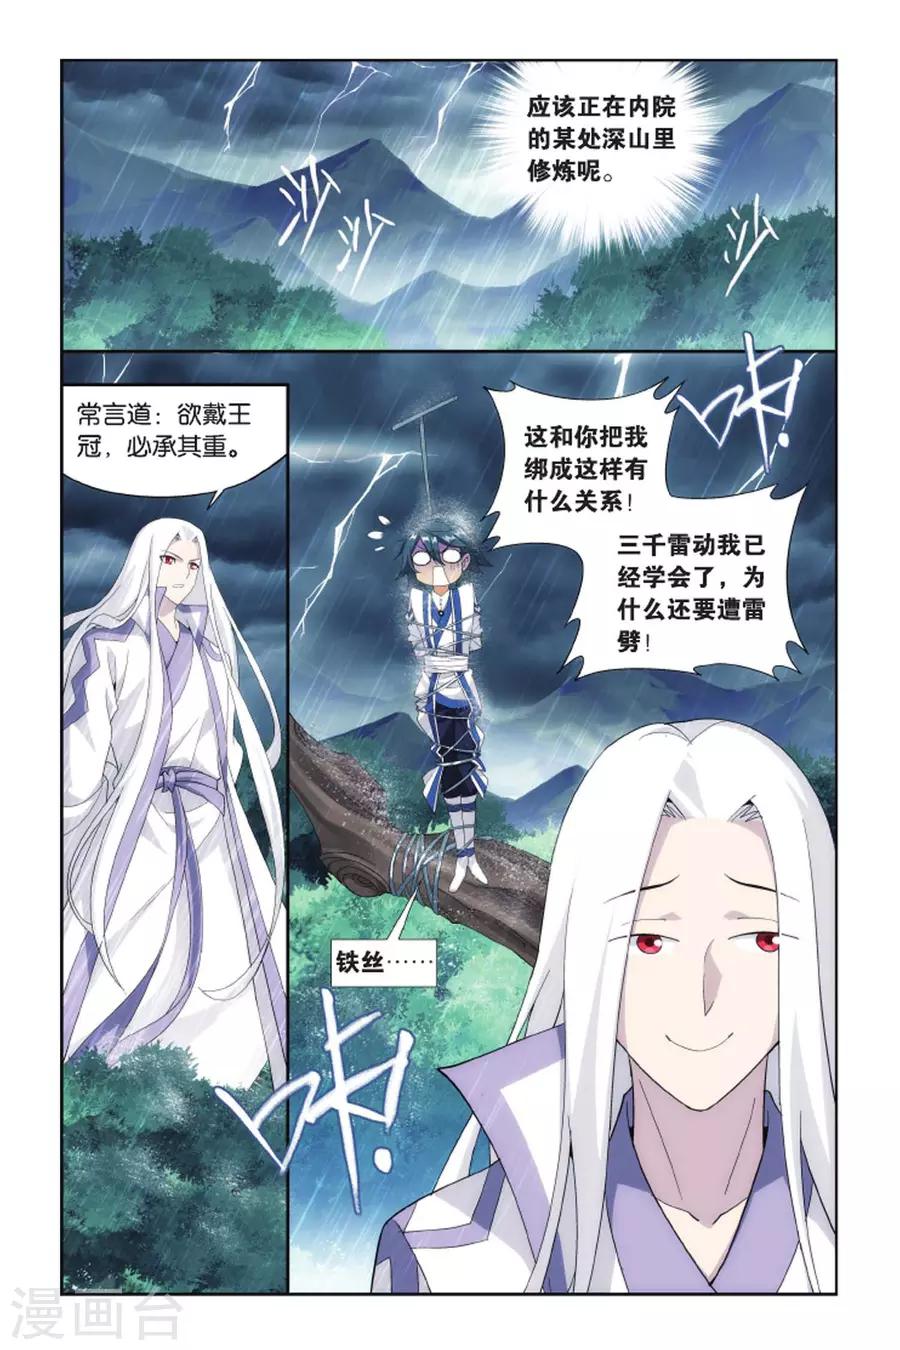 应该正在内院
的某处深山里
修炼呢。
沙
沙
沙
咔!
常言道：欲戴王
冠，必承其重。
这和你把我
绑成这样有
什么关系！
三千雷动我已
经学会了，为
什么还要遭雷
劈！
铁丝……
咔!
漫画台